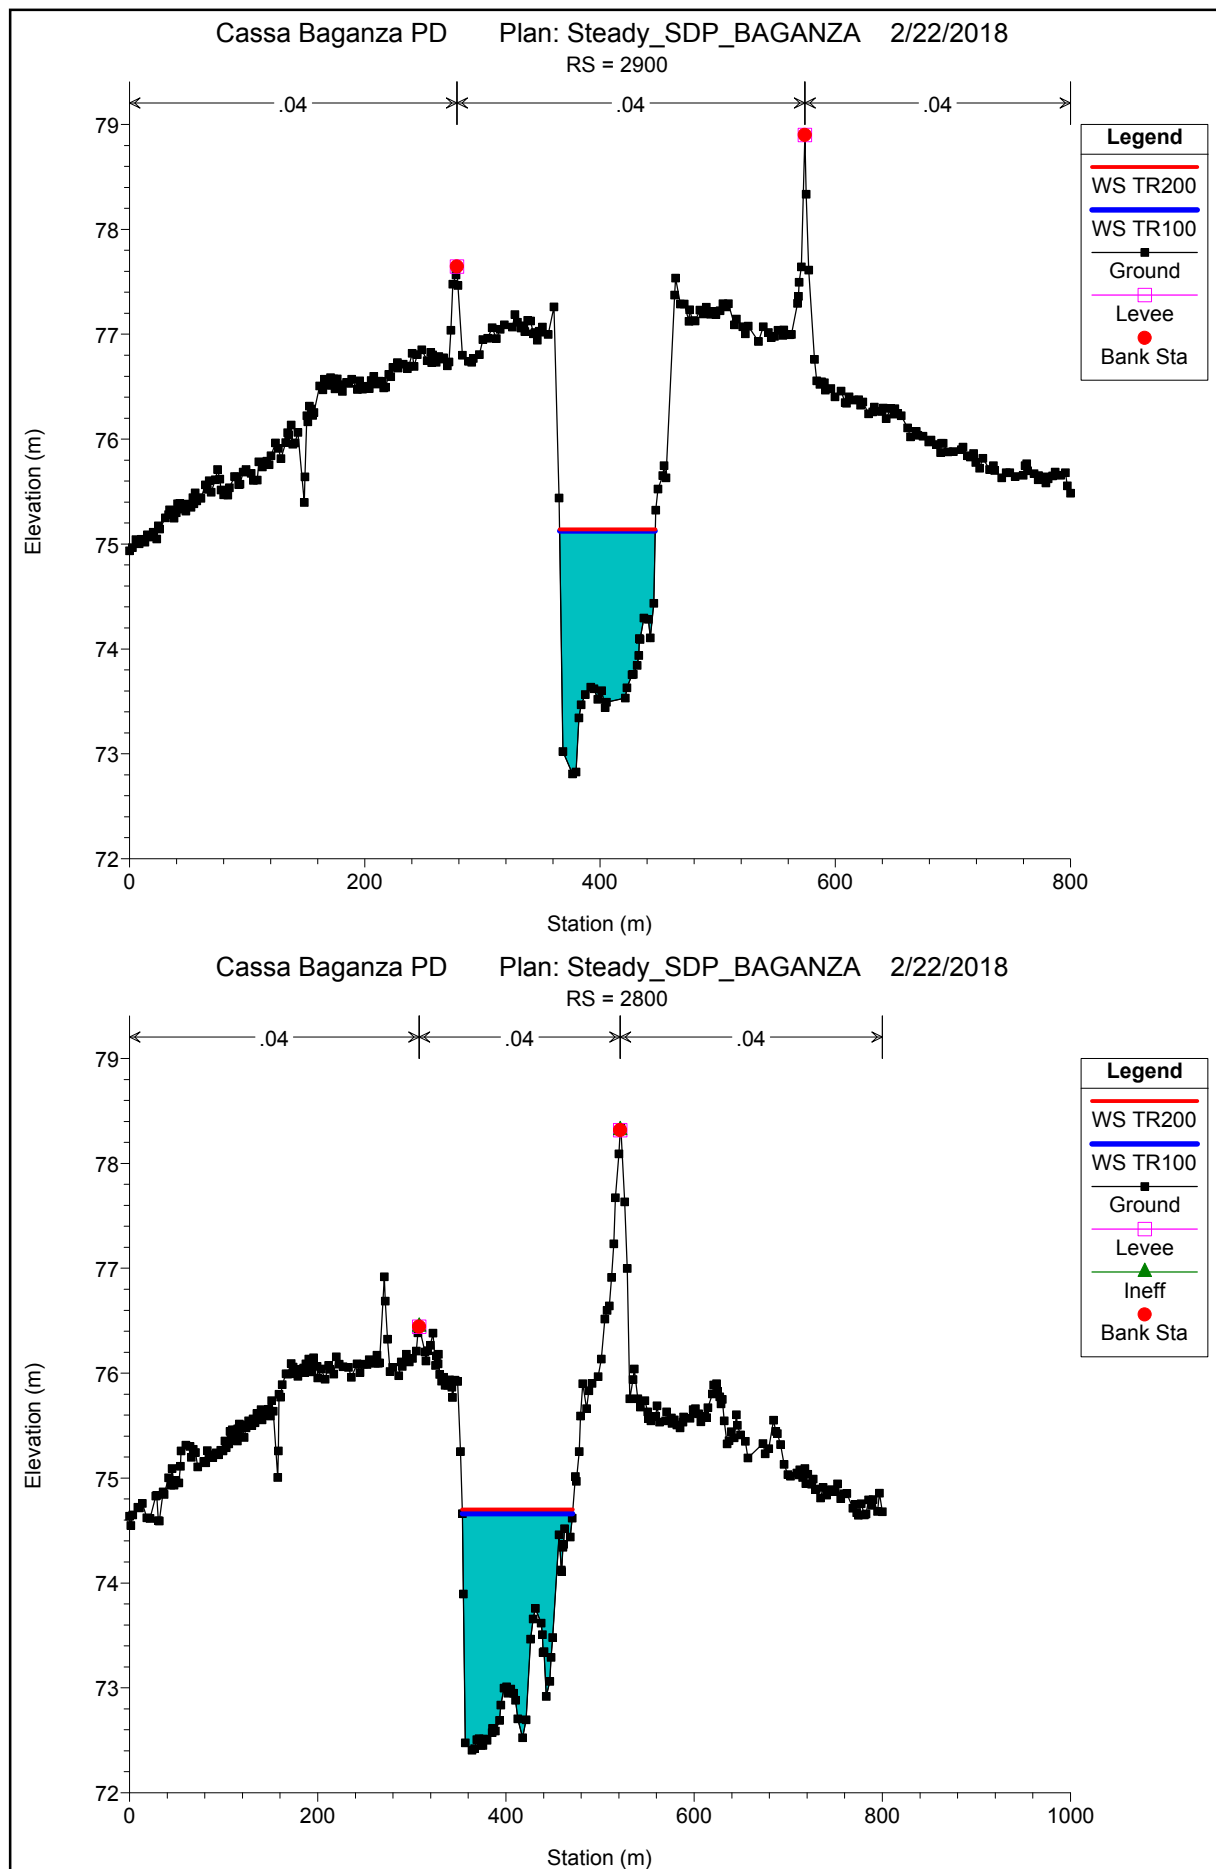 Cassa Baganza PD Plan: Steady_SDP_BAGANZA 2/22/2018
RS = 2900
.04 .04 .04
79
78
77
76
75
74
73
72
Elevation (m)
0 200 400 600 800
Station (m)
Legend
WS TR200
WS TR100
Ground
Levee
Bank Sta
Cassa Baganza PD Plan: Steady_SDP_BAGANZA 2/22/2018
RS = 2800
.04 .04 .04
79
78
77
76
75
74
73
72
Elevation (m)
0 200 400 600 800 1000
Station (m)
Legend
WS TR200
WS TR100
Ground
Levee
Ineff
Bank Sta